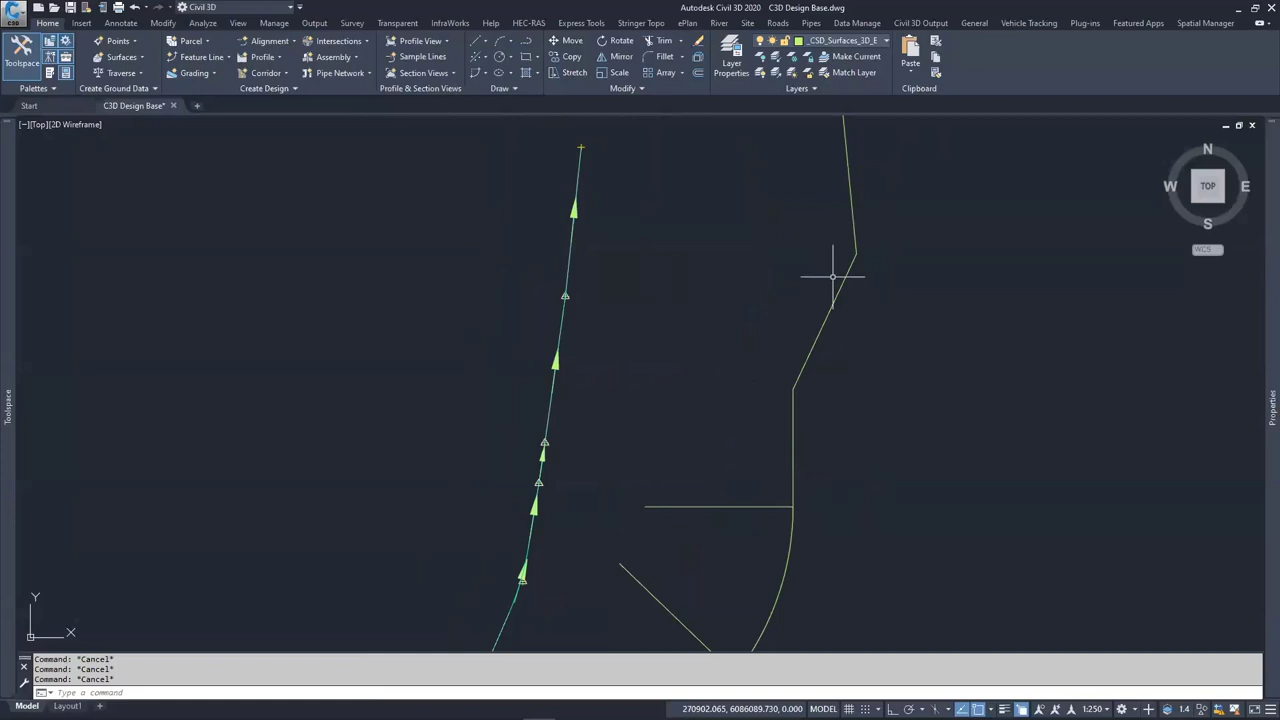 Civil 3D
Autodesk Civil 3D 2020 C3D Design Base.dwg
C3D
Home Insert Annotate Modify Analyze View Manage Output Survey Transparent InfraWorks Help HEC-RAS Express Tools Stringer Topo ePlan River Site Roads Pipes Data Manager Civil 3D Output General Vehicle Tracking Plug-ins Featured Apps Spatial Manager
Points Parcel Alignment Intersections Profile View Move Rotate Trim _CSD_Surfaces_3D_E
Toolspace Surfaces Feature Line Profile Assembly Sample Lines Copy Mirror Fillet Layer Properties Make Current Paste
Traverse Grading Corridor Pipe Network Section Views Stretch Scale Array Match Layer
Palettes Create Ground Data Create Design Profile & Section Views Draw Modify Layers Clipboard
Start C3D Design Base*
[−][Top][2D Wireframe]
N
W TOP E
S
WCS
Toolspace
Properties
Y
X
Command: *Cancel*
Command: *Cancel*
Command: *Cancel*
Type a command
Model Layout1 270902.065, 6086089.730, 0.000 MODEL 1:250 1.4